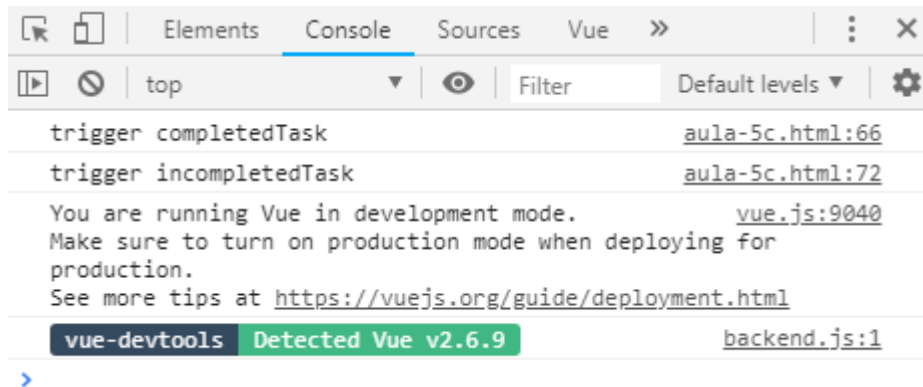 Elements Console Sources Vue »
top Filter Default levels
trigger completedTask aula-5c.html:66
trigger incompletedTask aula-5c.html:72
You are running Vue in development mode. vue.js:9040
Make sure to turn on production mode when deploying for
production.
See more tips at https://vuejs.org/guide/deployment.html
vue-devtools Detected Vue v2.6.9 backend.js:1
>